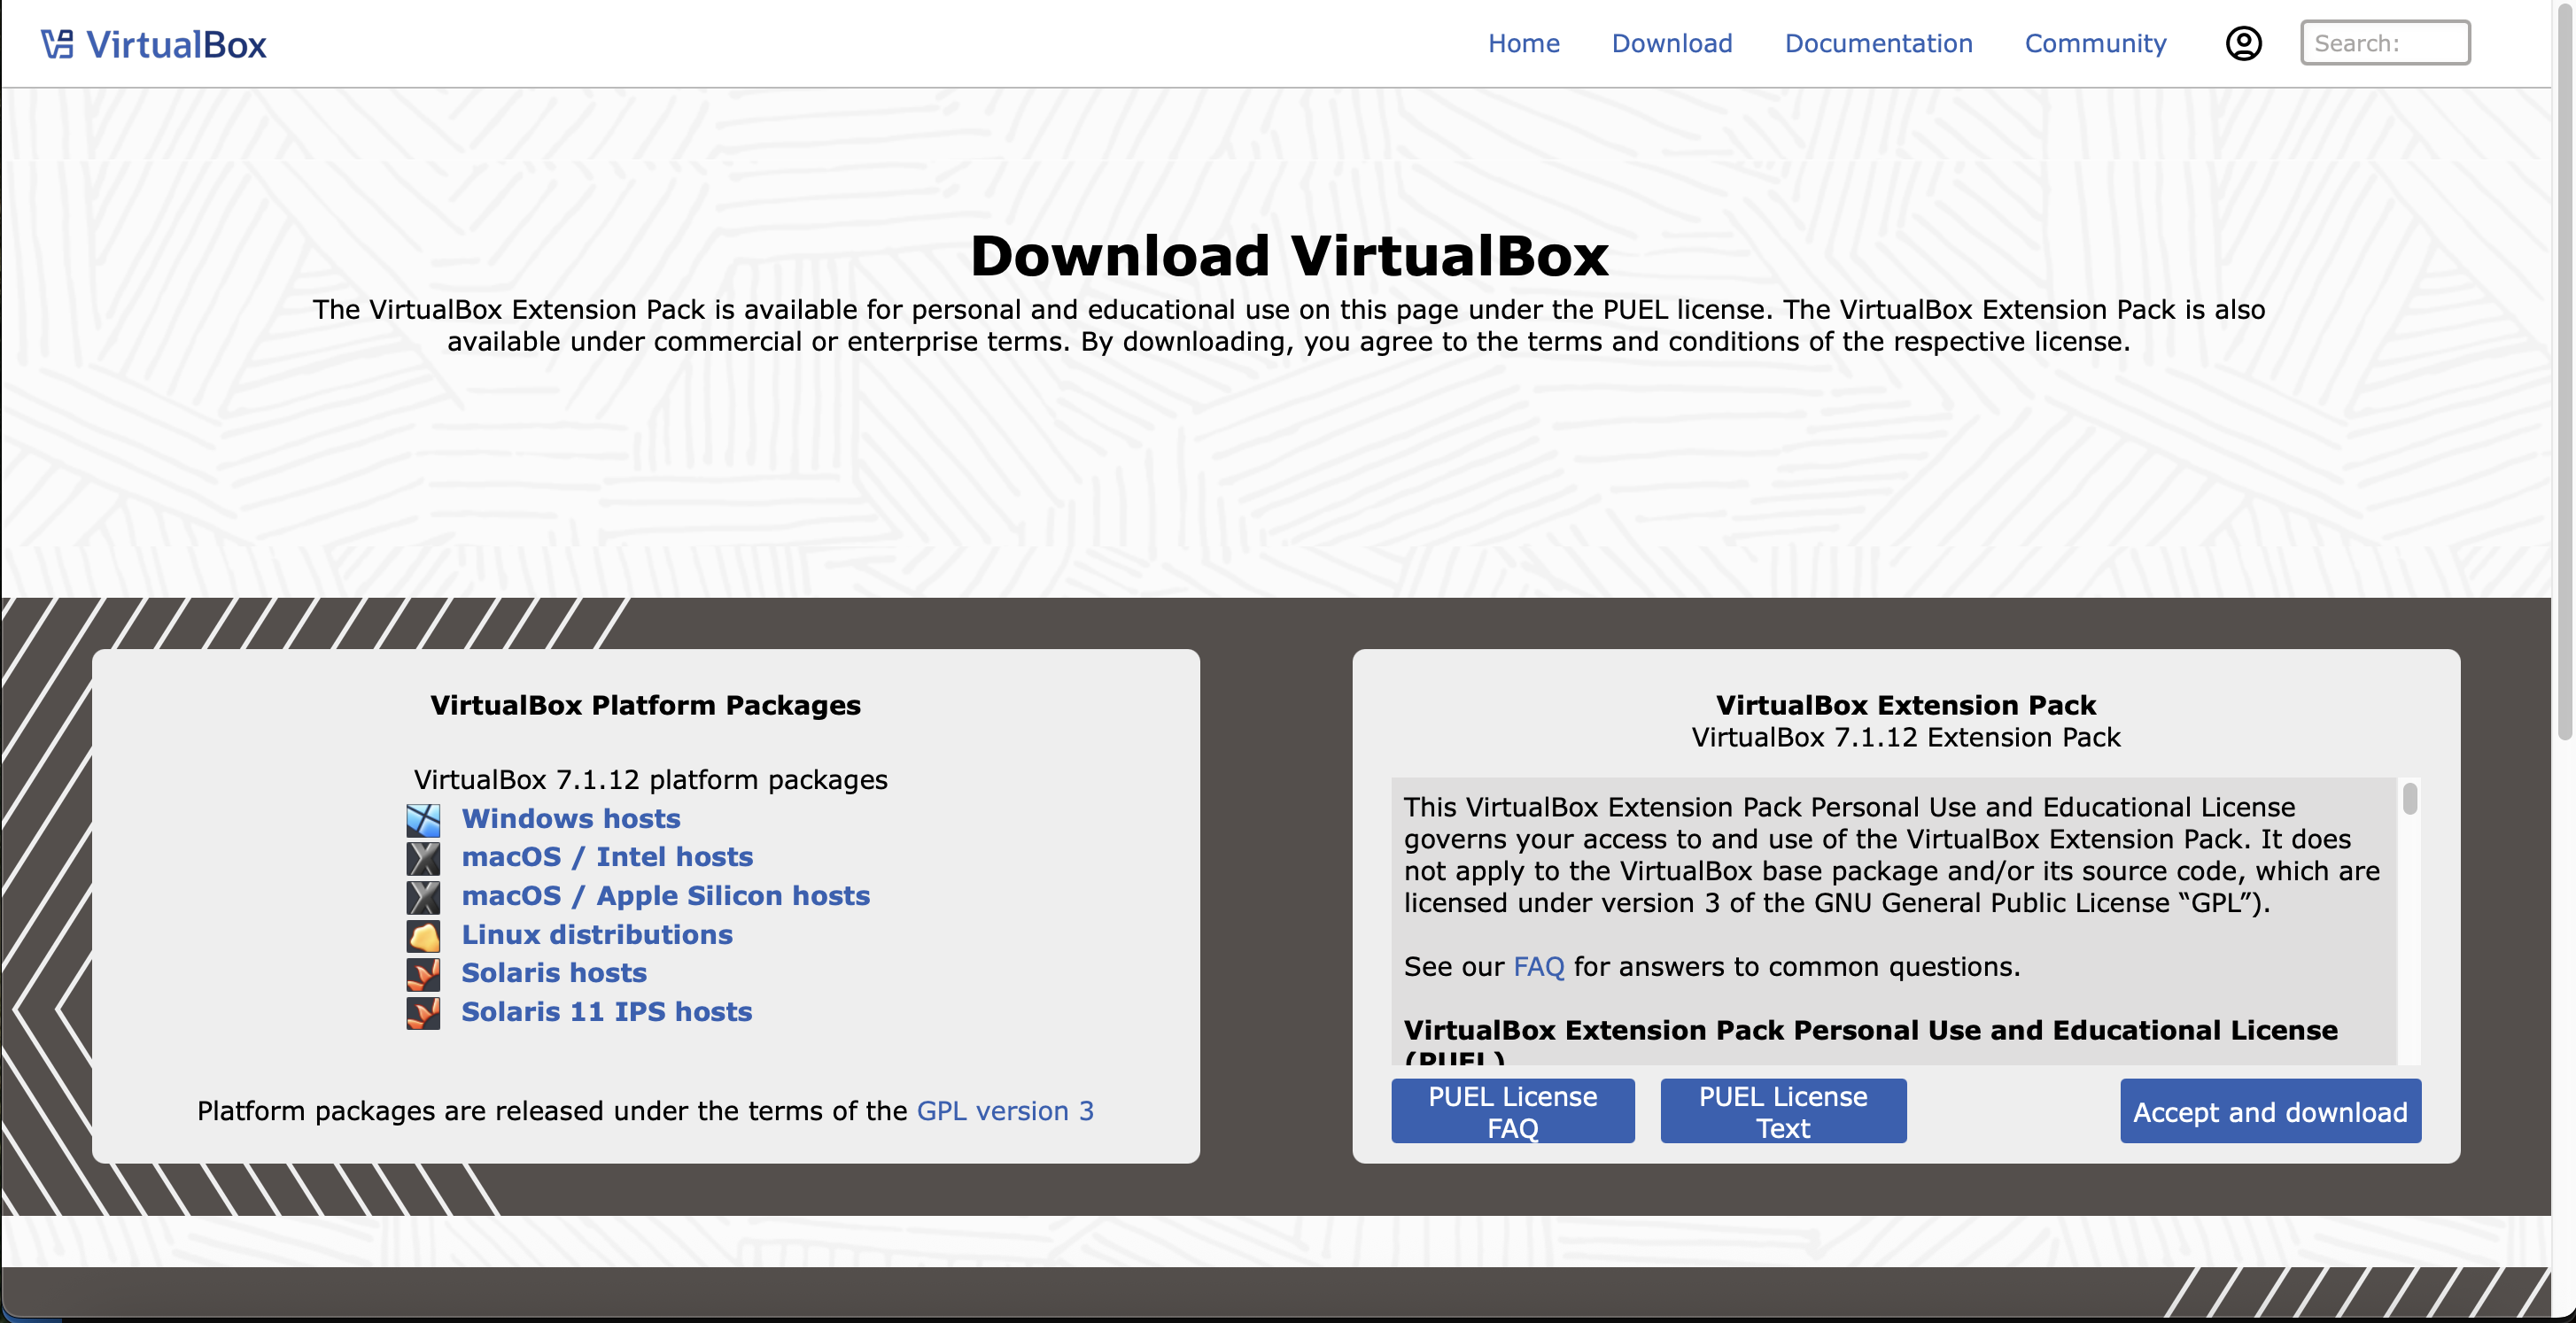 VirtualBox
Home
Download
Documentation
Community
Search:
Download VirtualBox
The VirtualBox Extension Pack is available for personal and educational use on this page under the PUEL license. The VirtualBox Extension Pack is also
available under commercial or enterprise terms. By downloading, you agree to the terms and conditions of the respective license.
VirtualBox Platform Packages
VirtualBox 7.1.12 platform packages
Windows hosts
macOS / Intel hosts
macOS / Apple Silicon hosts
Linux distributions
Solaris hosts
Solaris 11 IPS hosts
Platform packages are released under the terms of the GPL version 3
VirtualBox Extension Pack
VirtualBox 7.1.12 Extension Pack
This VirtualBox Extension Pack Personal Use and Educational License
governs your access to and use of the VirtualBox Extension Pack. It does
not apply to the VirtualBox base package and/or its source code, which are
licensed under version 3 of the GNU General Public License “GPL”).
See our FAQ for answers to common questions.
VirtualBox Extension Pack Personal Use and Educational License
(PUEL)
PUEL License
FAQ
PUEL License
Text
Accept and download